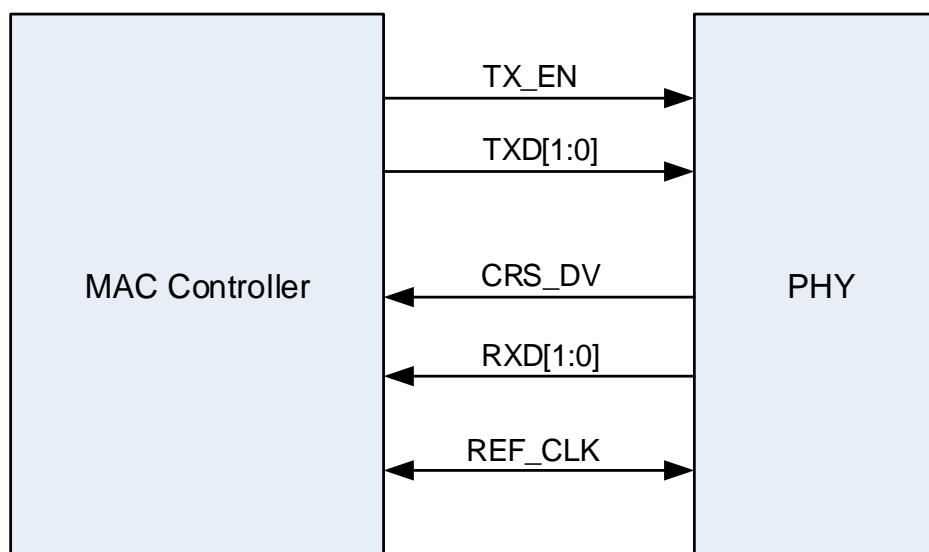 TX_EN
TXD[1:0]
MAC Controller
CRS_DV
PHY
RXD[1:0]
REF_CLK